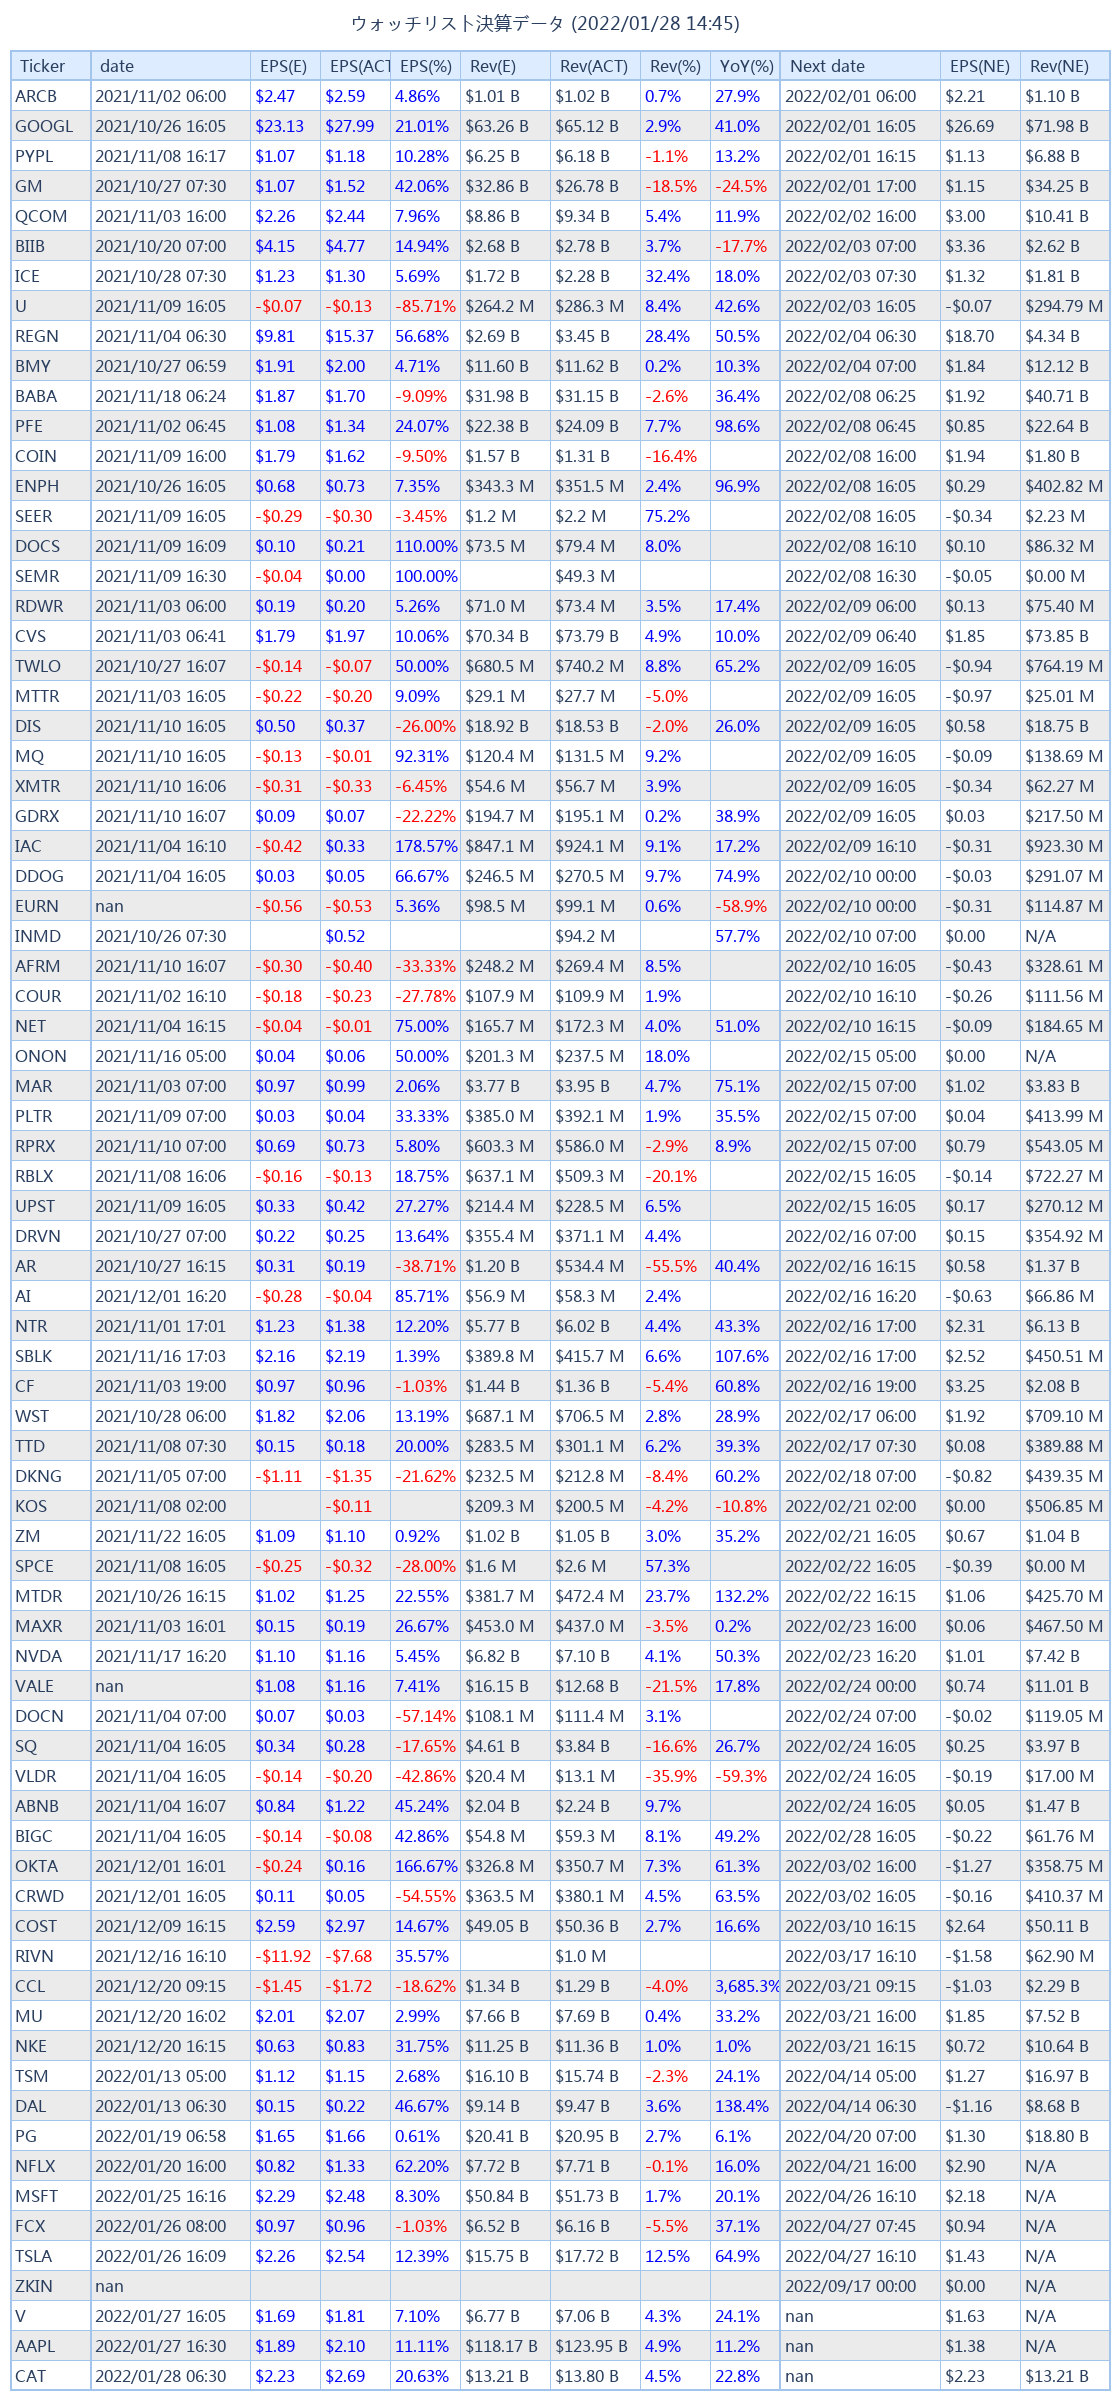 ウォッチリスト決算データ (2022/01/28 14:45)
Ticker date EPS(E) EPS(ACT EPS(%) Rev(E) Rev(ACT) Rev(%) YoY(%) Next date EPS(NE) Rev(NE)
ARCB 2021/11/02 06:00 $2.47 $2.59 4.86% $1.01 B $1.02 B 0.7% 27.9% 2022/02/01 06:00 $2.21 $1.10 B
GOOGL 2021/10/26 16:05 $23.13 $27.99 21.01% $63.26 B $65.12 B 2.9% 41.0% 2022/02/01 16:05 $26.69 $71.98 B
PYPL 2021/11/08 16:17 $1.07 $1.18 10.28% $6.25 B $6.18 B -1.1% 13.2% 2022/02/01 16:15 $1.13 $6.88 B
GM 2021/10/27 07:30 $1.07 $1.52 42.06% $32.86 B $26.78 B -18.5% -24.5% 2022/02/01 17:00 $1.15 $34.25 B
QCOM 2021/11/03 16:00 $2.26 $2.44 7.96% $8.86 B $9.34 B 5.4% 11.9% 2022/02/02 16:00 $3.00 $10.41 B
BIIB 2021/10/20 07:00 $4.15 $4.77 14.94% $2.68 B $2.78 B 3.7% -17.7% 2022/02/03 07:00 $3.36 $2.62 B
ICE 2021/10/28 07:30 $1.23 $1.30 5.69% $1.72 B $2.28 B 32.4% 18.0% 2022/02/03 07:30 $1.32 $1.81 B
U 2021/11/09 16:05 -$0.07 -$0.13 -85.71% $264.2 M $286.3 M 8.4% 42.6% 2022/02/03 16:05 -$0.07 $294.79 M
REGN 2021/11/04 06:30 $9.81 $15.37 56.68% $2.69 B $3.45 B 28.4% 50.5% 2022/02/04 06:30 $18.70 $4.34 B
BMY 2021/10/27 06:59 $1.91 $2.00 4.71% $11.60 B $11.62 B 0.2% 10.3% 2022/02/04 07:00 $1.84 $12.12 B
BABA 2021/11/18 06:24 $1.87 $1.70 -9.09% $31.98 B $31.15 B -2.6% 36.4% 2022/02/08 06:25 $1.92 $40.71 B
PFE 2021/11/02 06:45 $1.08 $1.34 24.07% $22.38 B $24.09 B 7.7% 98.6% 2022/02/08 06:45 $0.85 $22.64 B
COIN 2021/11/09 16:00 $1.79 $1.62 -9.50% $1.57 B $1.31 B -16.4% 2022/02/08 16:00 $1.94 $1.80 B
ENPH 2021/10/26 16:05 $0.68 $0.73 7.35% $343.3 M $351.5 M 2.4% 96.9% 2022/02/08 16:05 $0.29 $402.82 M
SEER 2021/11/09 16:05 -$0.29 -$0.30 -3.45% $1.2 M $2.2 M 75.2% 2022/02/08 16:05 -$0.34 $2.23 M
DOCS 2021/11/09 16:09 $0.10 $0.21 110.00% $73.5 M $79.4 M 8.0% 2022/02/08 16:10 $0.10 $86.32 M
SEMR 2021/11/09 16:30 -$0.04 $0.00 100.00% $49.3 M 2022/02/08 16:30 -$0.05 $0.00 M
RDWR 2021/11/03 06:00 $0.19 $0.20 5.26% $71.0 M $73.4 M 3.5% 17.4% 2022/02/09 06:00 $0.13 $75.40 M
CVS 2021/11/03 06:41 $1.79 $1.97 10.06% $70.34 B $73.79 B 4.9% 10.0% 2022/02/09 06:40 $1.85 $73.85 B
TWLO 2021/10/27 16:07 -$0.14 -$0.07 50.00% $680.5 M $740.2 M 8.8% 65.2% 2022/02/09 16:05 -$0.94 $764.19 M
MTTR 2021/11/03 16:05 -$0.22 -$0.20 9.09% $29.1 M $27.7 M -5.0% 2022/02/09 16:05 -$0.97 $25.01 M
DIS 2021/11/10 16:05 $0.50 $0.37 -26.00% $18.92 B $18.53 B -2.0% 26.0% 2022/02/09 16:05 $0.58 $18.75 B
MQ 2021/11/10 16:05 -$0.13 -$0.01 92.31% $120.4 M $131.5 M 9.2% 2022/02/09 16:05 -$0.09 $138.69 M
XMTR 2021/11/10 16:06 -$0.31 -$0.33 -6.45% $54.6 M $56.7 M 3.9% 2022/02/09 16:05 -$0.34 $62.27 M
GDRX 2021/11/10 16:07 $0.09 $0.07 -22.22% $194.7 M $195.1 M 0.2% 38.9% 2022/02/09 16:05 $0.03 $217.50 M
IAC 2021/11/04 16:10 -$0.42 $0.33 178.57% $847.1 M $924.1 M 9.1% 17.2% 2022/02/09 16:10 -$0.31 $923.30 M
DDOG 2021/11/04 16:05 $0.03 $0.05 66.67% $246.5 M $270.5 M 9.7% 74.9% 2022/02/10 00:00 -$0.03 $291.07 M
EURN nan -$0.56 -$0.53 5.36% $98.5 M $99.1 M 0.6% -58.9% 2022/02/10 00:00 -$0.31 $114.87 M
INMD 2021/10/26 07:30 $0.52 $94.2 M 57.7% 2022/02/10 07:00 $0.00 N/A
AFRM 2021/11/10 16:07 -$0.30 -$0.40 -33.33% $248.2 M $269.4 M 8.5% 2022/02/10 16:05 -$0.43 $328.61 M
COUR 2021/11/02 16:10 -$0.18 -$0.23 -27.78% $107.9 M $109.9 M 1.9% 2022/02/10 16:10 -$0.26 $111.56 M
NET 2021/11/04 16:15 -$0.04 -$0.01 75.00% $165.7 M $172.3 M 4.0% 51.0% 2022/02/10 16:15 -$0.09 $184.65 M
ONON 2021/11/16 05:00 $0.04 $0.06 50.00% $201.3 M $237.5 M 18.0% 2022/02/15 05:00 $0.00 N/A
MAR 2021/11/03 07:00 $0.97 $0.99 2.06% $3.77 B $3.95 B 4.7% 75.1% 2022/02/15 07:00 $1.02 $3.83 B
PLTR 2021/11/09 07:00 $0.03 $0.04 33.33% $385.0 M $392.1 M 1.9% 35.5% 2022/02/15 07:00 $0.04 $413.99 M
RPRX 2021/11/10 07:00 $0.69 $0.73 5.80% $603.3 M $586.0 M -2.9% 8.9% 2022/02/15 07:00 $0.79 $543.05 M
RBLX 2021/11/08 16:06 -$0.16 -$0.13 18.75% $637.1 M $509.3 M -20.1% 2022/02/15 16:05 -$0.14 $722.27 M
UPST 2021/11/09 16:05 $0.33 $0.42 27.27% $214.4 M $228.5 M 6.5% 2022/02/15 16:05 $0.17 $270.12 M
DRVN 2021/10/27 07:00 $0.22 $0.25 13.64% $355.4 M $371.1 M 4.4% 2022/02/16 07:00 $0.15 $354.92 M
AR 2021/10/27 16:15 $0.31 $0.19 -38.71% $1.20 B $534.4 M -55.5% 40.4% 2022/02/16 16:15 $0.58 $1.37 B
AI 2021/12/01 16:20 -$0.28 -$0.04 85.71% $56.9 M $58.3 M 2.4% 2022/02/16 16:20 -$0.63 $66.86 M
NTR 2021/11/01 17:01 $1.23 $1.38 12.20% $5.77 B $6.02 B 4.4% 43.3% 2022/02/16 17:00 $2.31 $6.13 B
SBLK 2021/11/16 17:03 $2.16 $2.19 1.39% $389.8 M $415.7 M 6.6% 107.6% 2022/02/16 17:00 $2.52 $450.51 M
CF 2021/11/03 19:00 $0.97 $0.96 -1.03% $1.44 B $1.36 B -5.4% 60.8% 2022/02/16 19:00 $3.25 $2.08 B
WST 2021/10/28 06:00 $1.82 $2.06 13.19% $687.1 M $706.5 M 2.8% 28.9% 2022/02/17 06:00 $1.92 $709.10 M
TTD 2021/11/08 07:30 $0.15 $0.18 20.00% $283.5 M $301.1 M 6.2% 39.3% 2022/02/17 07:30 $0.08 $389.88 M
DKNG 2021/11/05 07:00 -$1.11 -$1.35 -21.62% $232.5 M $212.8 M -8.4% 60.2% 2022/02/18 07:00 -$0.82 $439.35 M
KOS 2021/11/08 02:00 -$0.11 $209.3 M $200.5 M -4.2% -10.8% 2022/02/21 02:00 $0.00 $506.85 M
ZM 2021/11/22 16:05 $1.09 $1.10 0.92% $1.02 B $1.05 B 3.0% 35.2% 2022/02/21 16:05 $0.67 $1.04 B
SPCE 2021/11/08 16:05 -$0.25 -$0.32 -28.00% $1.6 M $2.6 M 57.3% 2022/02/22 16:05 -$0.39 $0.00 M
MTDR 2021/10/26 16:15 $1.02 $1.25 22.55% $381.7 M $472.4 M 23.7% 132.2% 2022/02/22 16:15 $1.06 $425.70 M
MAXR 2021/11/03 16:01 $0.15 $0.19 26.67% $453.0 M $437.0 M -3.5% 0.2% 2022/02/23 16:00 $0.06 $467.50 M
NVDA 2021/11/17 16:20 $1.10 $1.16 5.45% $6.82 B $7.10 B 4.1% 50.3% 2022/02/23 16:20 $1.01 $7.42 B
VALE nan $1.08 $1.16 7.41% $16.15 B $12.68 B -21.5% 17.8% 2022/02/24 00:00 $0.74 $11.01 B
DOCN 2021/11/04 07:00 $0.07 $0.03 -57.14% $108.1 M $111.4 M 3.1% 2022/02/24 07:00 -$0.02 $119.05 M
SQ 2021/11/04 16:05 $0.34 $0.28 -17.65% $4.61 B $3.84 B -16.6% 26.7% 2022/02/24 16:05 $0.25 $3.97 B
VLDR 2021/11/04 16:05 -$0.14 -$0.20 -42.86% $20.4 M $13.1 M -35.9% -59.3% 2022/02/24 16:05 -$0.19 $17.00 M
ABNB 2021/11/04 16:07 $0.84 $1.22 45.24% $2.04 B $2.24 B 9.7% 2022/02/24 16:05 $0.05 $1.47 B
BIGC 2021/11/04 16:05 -$0.14 -$0.08 42.86% $54.8 M $59.3 M 8.1% 49.2% 2022/02/28 16:05 -$0.22 $61.76 M
OKTA 2021/12/01 16:01 -$0.24 $0.16 166.67% $326.8 M $350.7 M 7.3% 61.3% 2022/03/02 16:00 -$1.27 $358.75 M
CRWD 2021/12/01 16:05 $0.11 $0.05 -54.55% $363.5 M $380.1 M 4.5% 63.5% 2022/03/02 16:05 -$0.16 $410.37 M
COST 2021/12/09 16:15 $2.59 $2.97 14.67% $49.05 B $50.36 B 2.7% 16.6% 2022/03/10 16:15 $2.64 $50.11 B
RIVN 2021/12/16 16:10 -$11.92 -$7.68 35.57% $1.0 M 2022/03/17 16:10 -$1.58 $62.90 M
CCL 2021/12/20 09:15 -$1.45 -$1.72 -18.62% $1.34 B $1.29 B -4.0% 3,685.3% 2022/03/21 09:15 -$1.03 $2.29 B
MU 2021/12/20 16:02 $2.01 $2.07 2.99% $7.66 B $7.69 B 0.4% 33.2% 2022/03/21 16:00 $1.85 $7.52 B
NKE 2021/12/20 16:15 $0.63 $0.83 31.75% $11.25 B $11.36 B 1.0% 1.0% 2022/03/21 16:15 $0.72 $10.64 B
TSM 2022/01/13 05:00 $1.12 $1.15 2.68% $16.10 B $15.74 B -2.3% 24.1% 2022/04/14 05:00 $1.27 $16.97 B
DAL 2022/01/13 06:30 $0.15 $0.22 46.67% $9.14 B $9.47 B 3.6% 138.4% 2022/04/14 06:30 -$1.16 $8.68 B
PG 2022/01/19 06:58 $1.65 $1.66 0.61% $20.41 B $20.95 B 2.7% 6.1% 2022/04/20 07:00 $1.30 $18.80 B
NFLX 2022/01/20 16:00 $0.82 $1.33 62.20% $7.72 B $7.71 B -0.1% 16.0% 2022/04/21 16:00 $2.90 N/A
MSFT 2022/01/25 16:16 $2.29 $2.48 8.30% $50.84 B $51.73 B 1.7% 20.1% 2022/04/26 16:10 $2.18 N/A
FCX 2022/01/26 08:00 $0.97 $0.96 -1.03% $6.52 B $6.16 B -5.5% 37.1% 2022/04/27 07:45 $0.94 N/A
TSLA 2022/01/26 16:09 $2.26 $2.54 12.39% $15.75 B $17.72 B 12.5% 64.9% 2022/04/27 16:10 $1.43 N/A
ZKIN nan 2022/09/17 00:00 $0.00 N/A
V 2022/01/27 16:05 $1.69 $1.81 7.10% $6.77 B $7.06 B 4.3% 24.1% nan $1.63 N/A
AAPL 2022/01/27 16:30 $1.89 $2.10 11.11% $118.17 B $123.95 B 4.9% 11.2% nan $1.38 N/A
CAT 2022/01/28 06:30 $2.23 $2.69 20.63% $13.21 B $13.80 B 4.5% 22.8% nan $2.23 $13.21 B